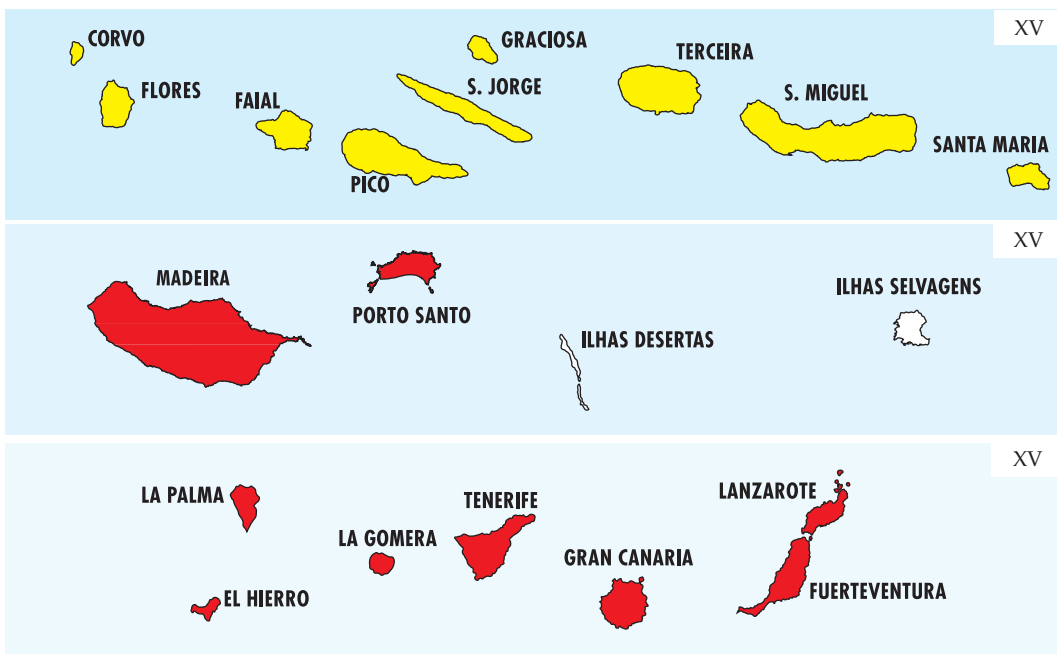 XV
CORVO
GRACIOSA
TERCEIRA
FLORES
S. JORGE
S. MIGUEL
FAIAL
SANTA MARIA
PICO
XV
MADEIRA
ILHAS SELVAGENS
PORTO SANTO
ILHAS DESERTAS
XV
LA PALMA
TENERIFE
LANZAROTE
LA GOMERA
GRAN CANARIA
EL HIERRO
FUERTEVENTURA